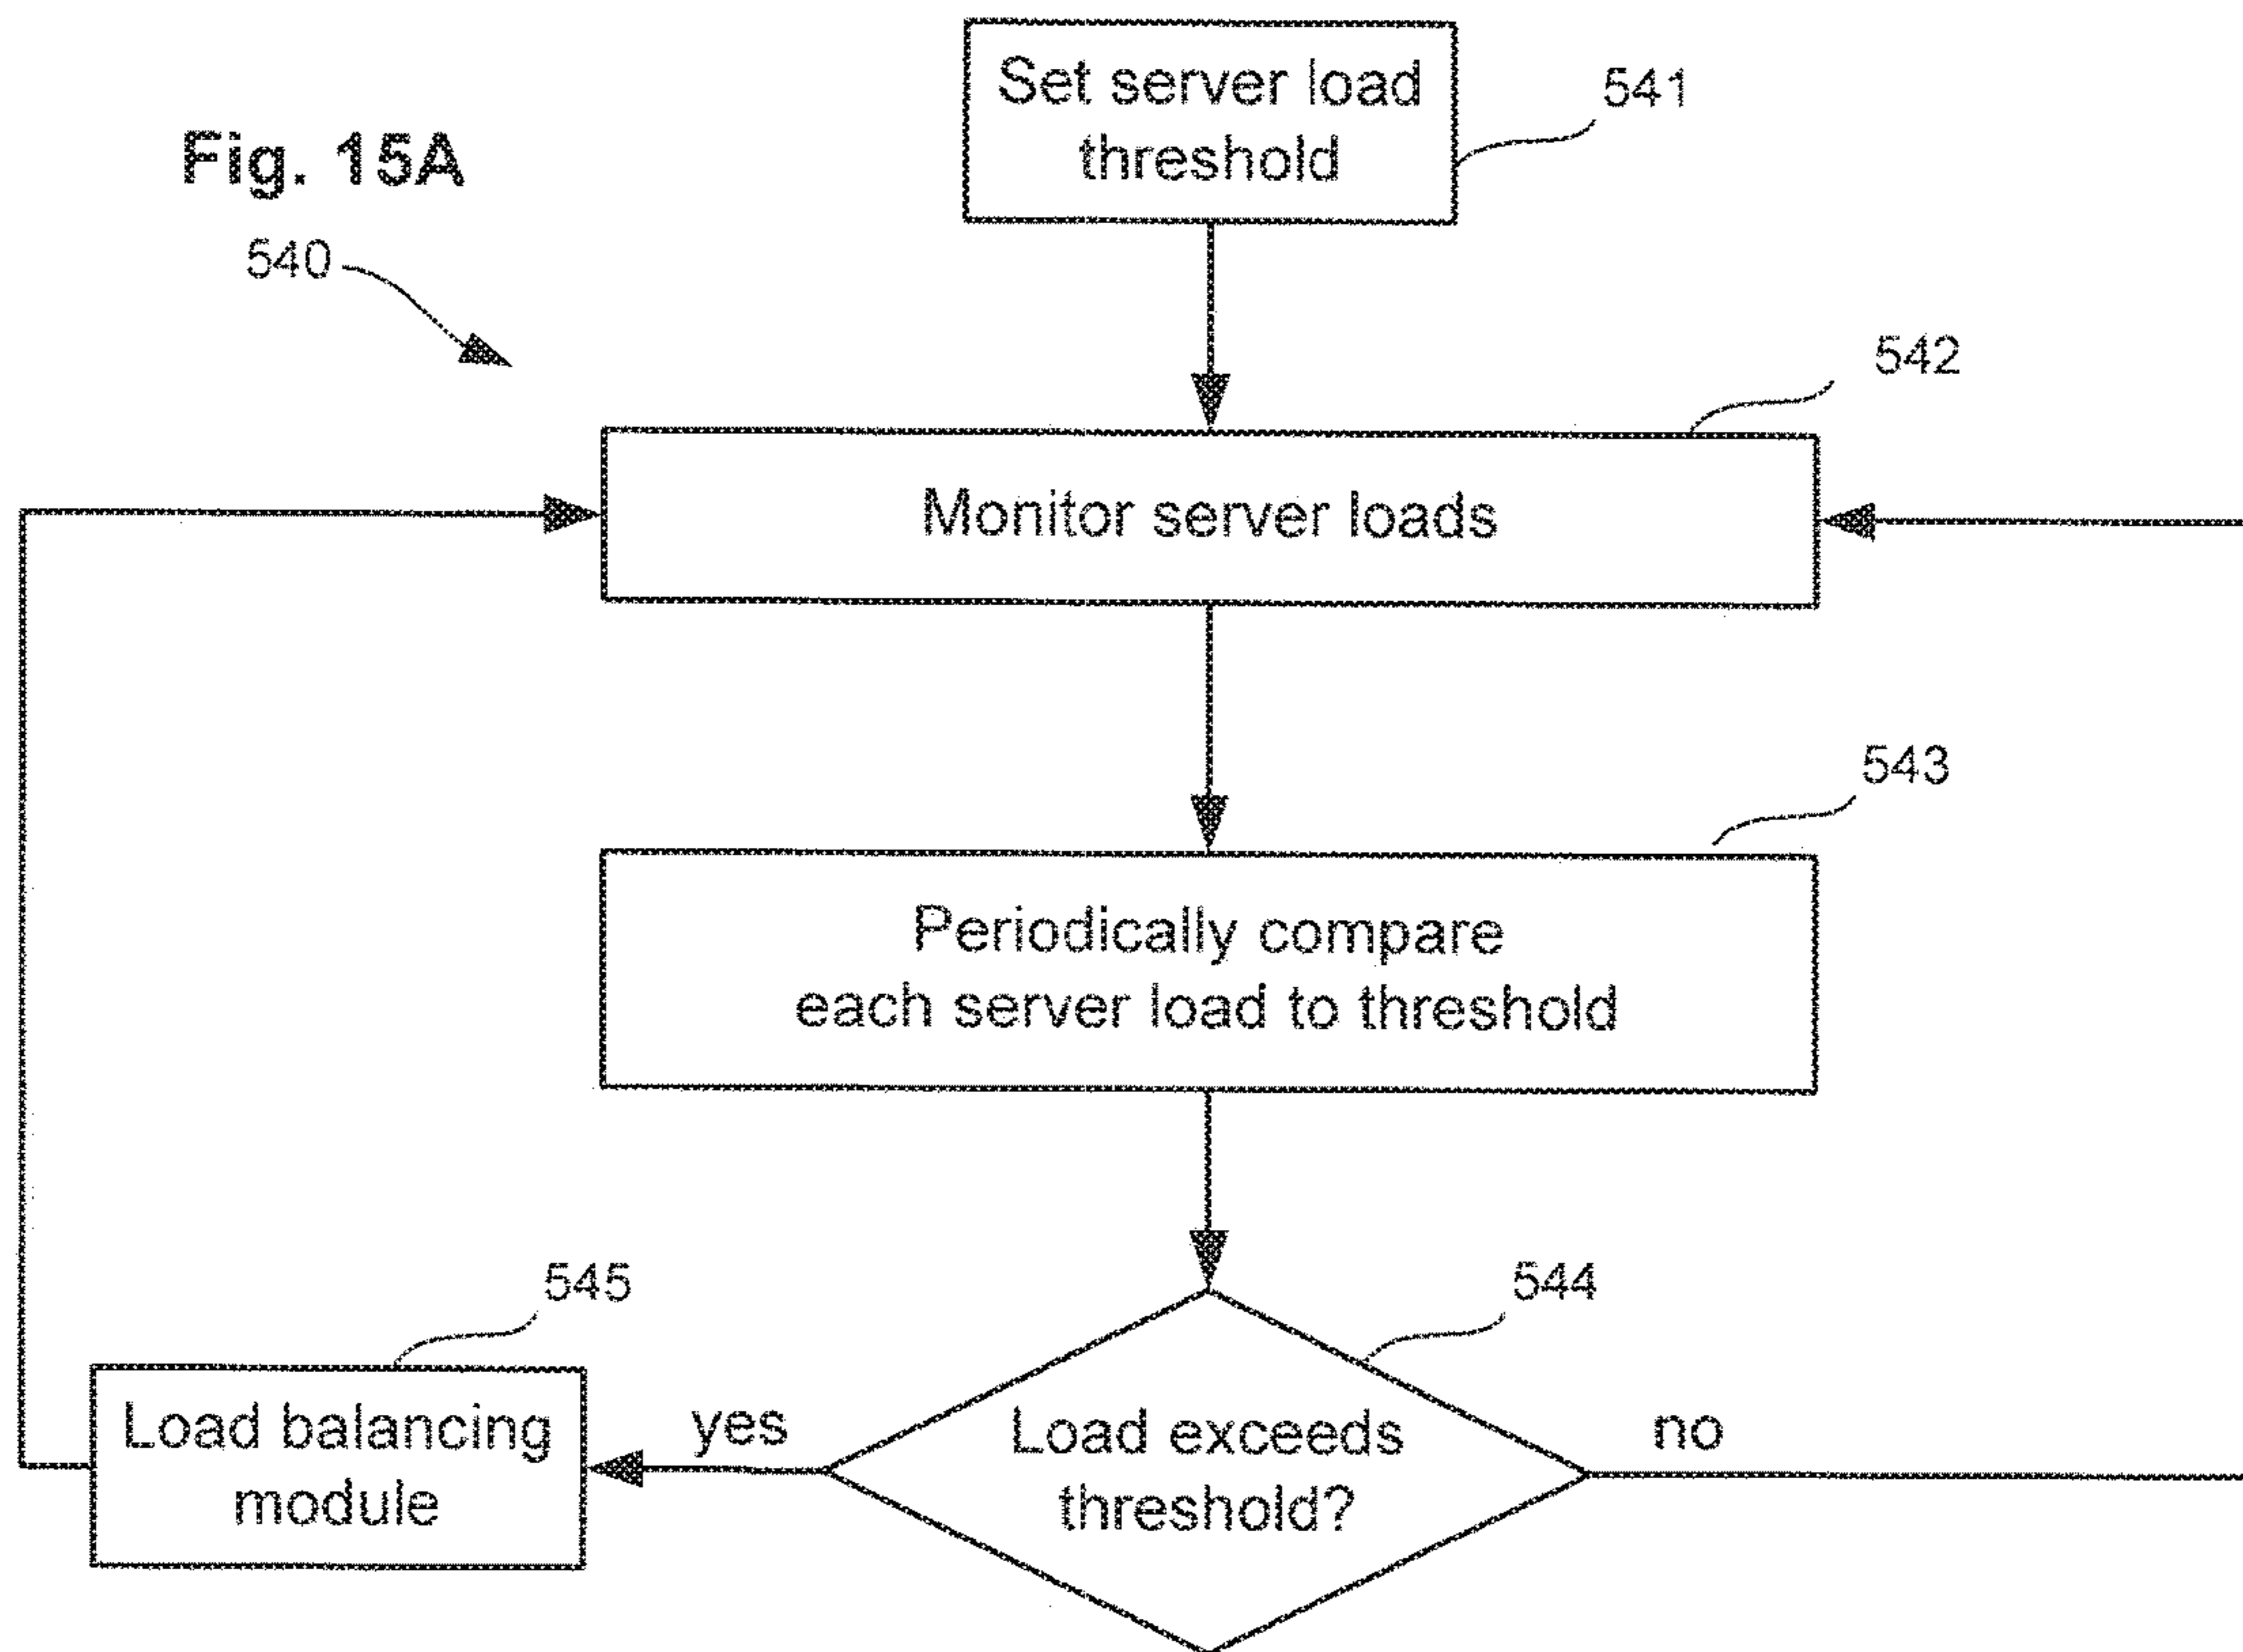 Fig. 15A
540
Set server load
threshold
541
542
Monitor server loads
543
Periodically compare
each server load to threshold
545
544
Load balancing
module
yes
Load exceeds
threshold?
no